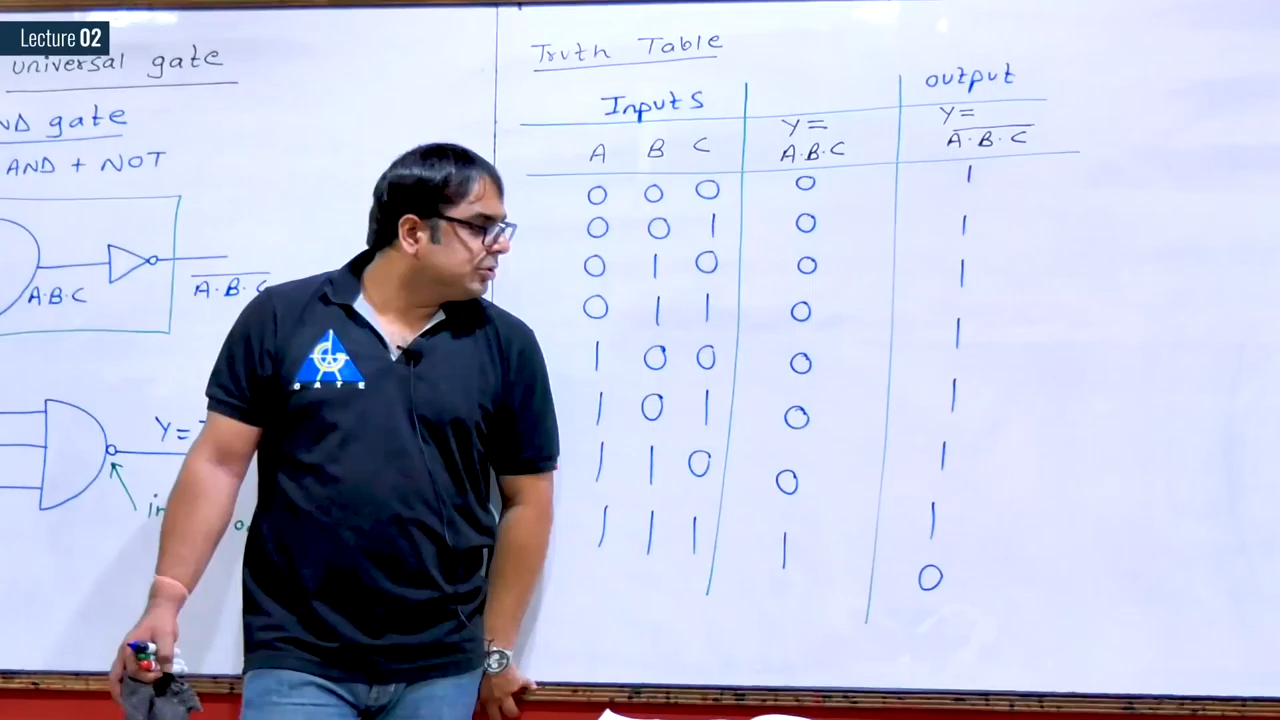 Lecture 02
universal gate
gate
AND + NOT
A.B.C
A.B.C
Y=
GATE
Truth Table
Inputs
output
A B C
Y=
A.B.C
Y=
A.B.C
0 0 0 0 1
0 0 1 0 1
0 1 0 0 1
0 1 1 0 1
1 0 0 0 1
1 0 1 0 1
1 1 0 0 1
1 1 1 1 0